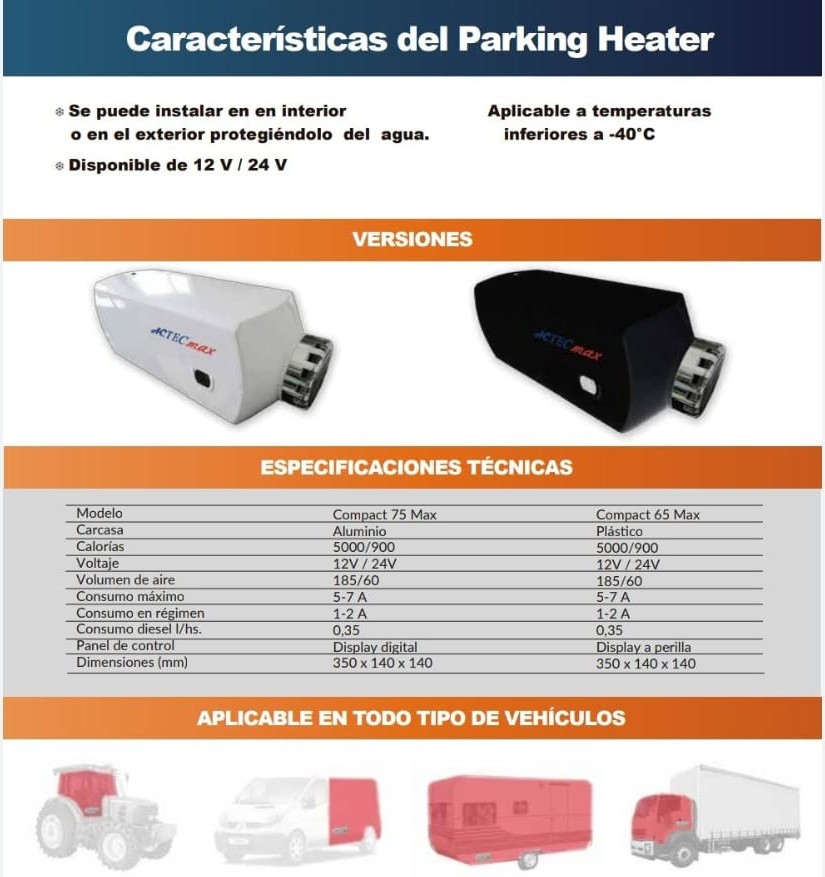 Características del Parking Heater
❄ Se puede instalar en en interior
o en el exterior protegiéndolo del agua.
❄ Disponible de 12 V / 24 V
Aplicable a temperaturas
inferiores a -40°C
VERSIONES
ACTECmax
ACTECmax
ESPECIFICACIONES TÉCNICAS
Modelo Compact 75 Max Compact 65 Max
Carcasa Aluminio Plástico
Calorías 5000/900 5000/900
Voltaje 12V / 24V 12V / 24V
Volumen de aire 185/60 185/60
Consumo máximo 5-7 A 5-7 A
Consumo en régimen 1-2 A 1-2 A
Consumo diesel l/hs. 0,35 0,35
Panel de control Display digital Display a perilla
Dimensiones (mm) 350 x 140 x 140 350 x 140 x 140
APLICABLE EN TODO TIPO DE VEHÍCULOS